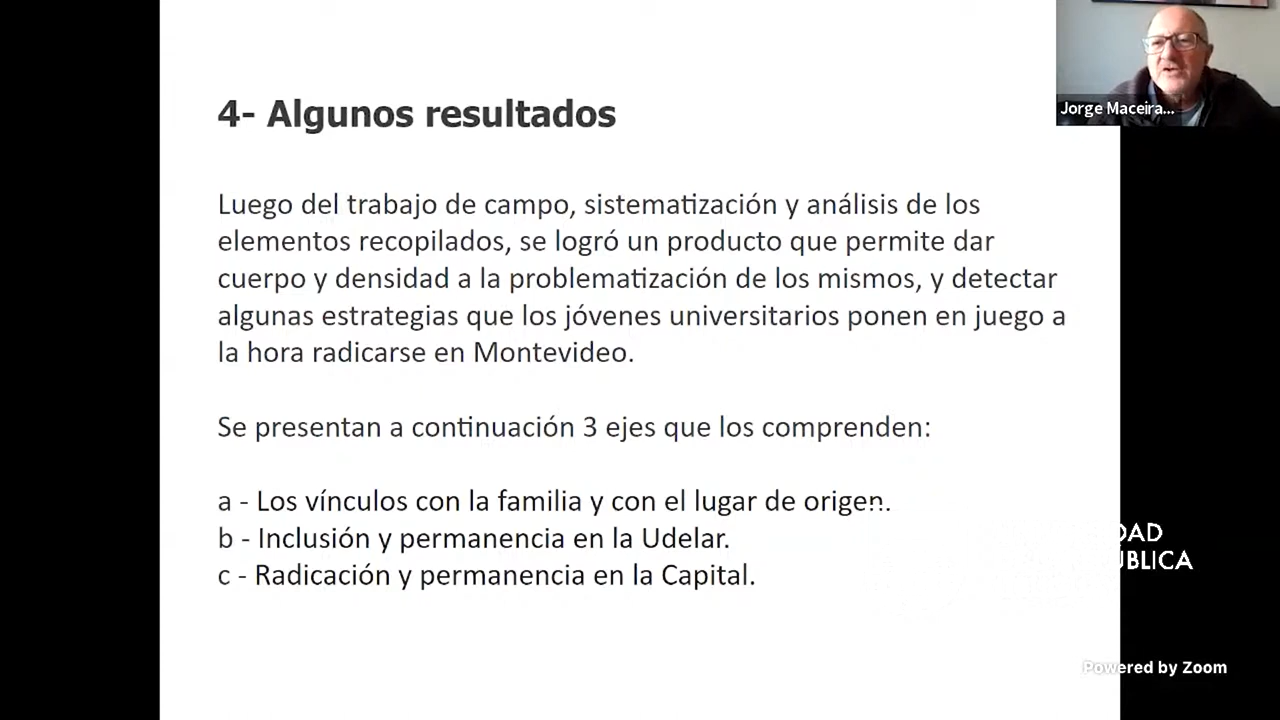 4- Algunos resultados
Luego del trabajo de campo, sistematización y análisis de los
elementos recopilados, se logró un producto que permite dar
cuerpo y densidad a la problematización de los mismos, y detectar
algunas estrategias que los jóvenes universitarios ponen en juego a
la hora radicarse en Montevideo.
Se presentan a continuación 3 ejes que los comprenden:
a - Los vínculos con la familia y con el lugar de origen.
b - Inclusión y permanencia en la Udelar.
c - Radicación y permanencia en la Capital.
Jorge Maceira...
DAD
ÚBLICA
Powered by Zoom